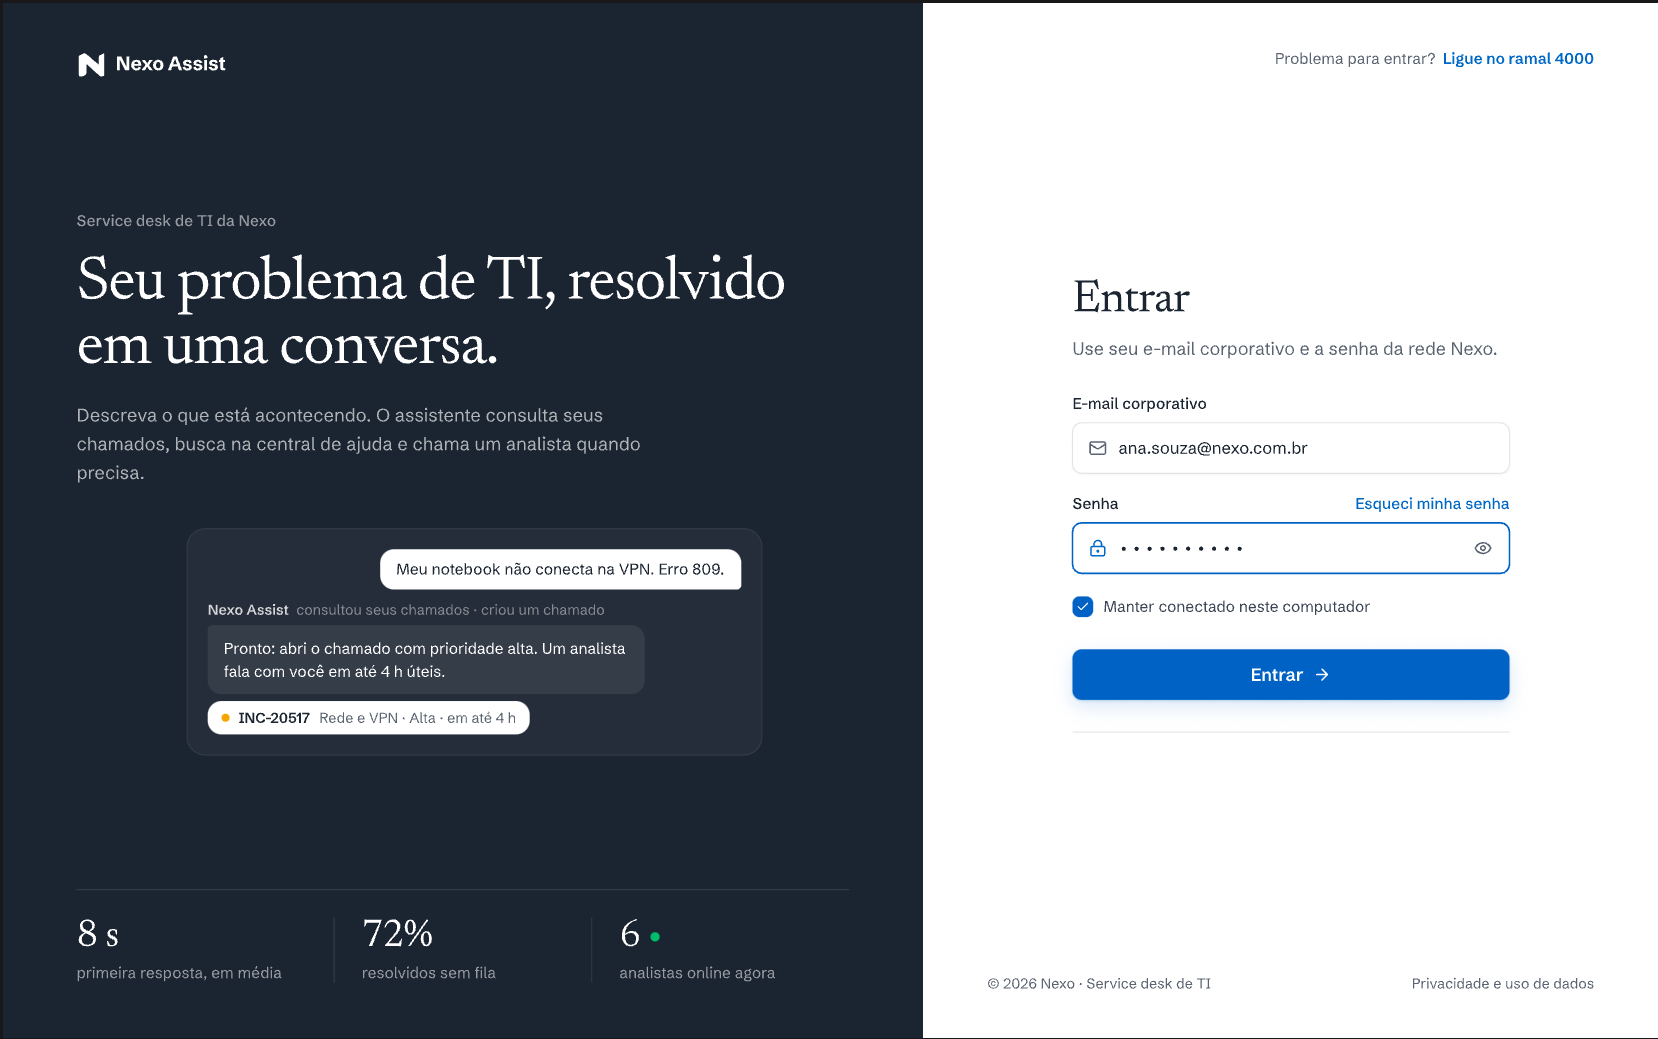 Nexo Assist
Service desk de TI da Nexo
Seu problema de TI, resolvido
em uma conversa.
Descreva o que está acontecendo. O assistente consulta seus
chamados, busca na central de ajuda e chama um analista quando
precisa.
Meu notebook não conecta na VPN. Erro 809.
Nexo Assist consultou seus chamados · criou um chamado
Pronto: abri o chamado com prioridade alta. Um analista
fala com você em até 4 h úteis.
INC-20517 Rede e VPN · Alta · em até 4 h
8 s
primeira resposta, em média
72%
resolvidos sem fila
6
analistas online agora
Problema para entrar? Ligue no ramal 4000
Entrar
Use seu e-mail corporativo e a senha da rede Nexo.
E-mail corporativo
ana.souza@nexo.com.br
Senha Esqueci minha senha
• • • • • • • • • •
Manter conectado neste computador
Entrar →
© 2026 Nexo · Service desk de TI Privacidade e uso de dados